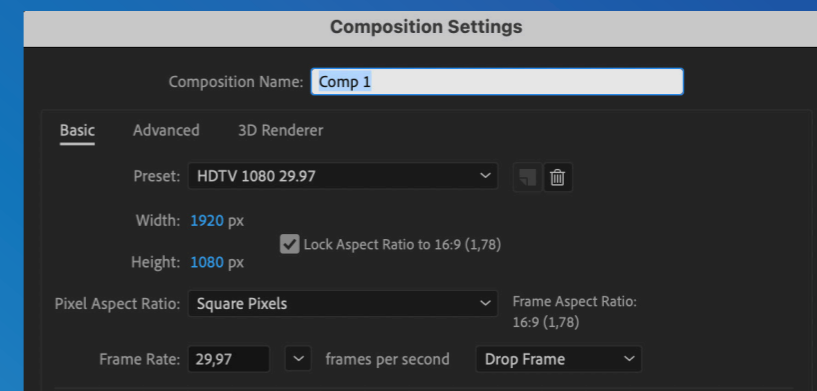 Composition Settings
Composition Name: Comp 1
Basic Advanced 3D Renderer
Preset: HDTV 1080 29.97
Width: 1920 px
Lock Aspect Ratio to 16:9 (1,78)
Height: 1080 px
Pixel Aspect Ratio: Square Pixels
Frame Aspect Ratio:
16:9 (1,78)
Frame Rate: 29,97 frames per second Drop Frame